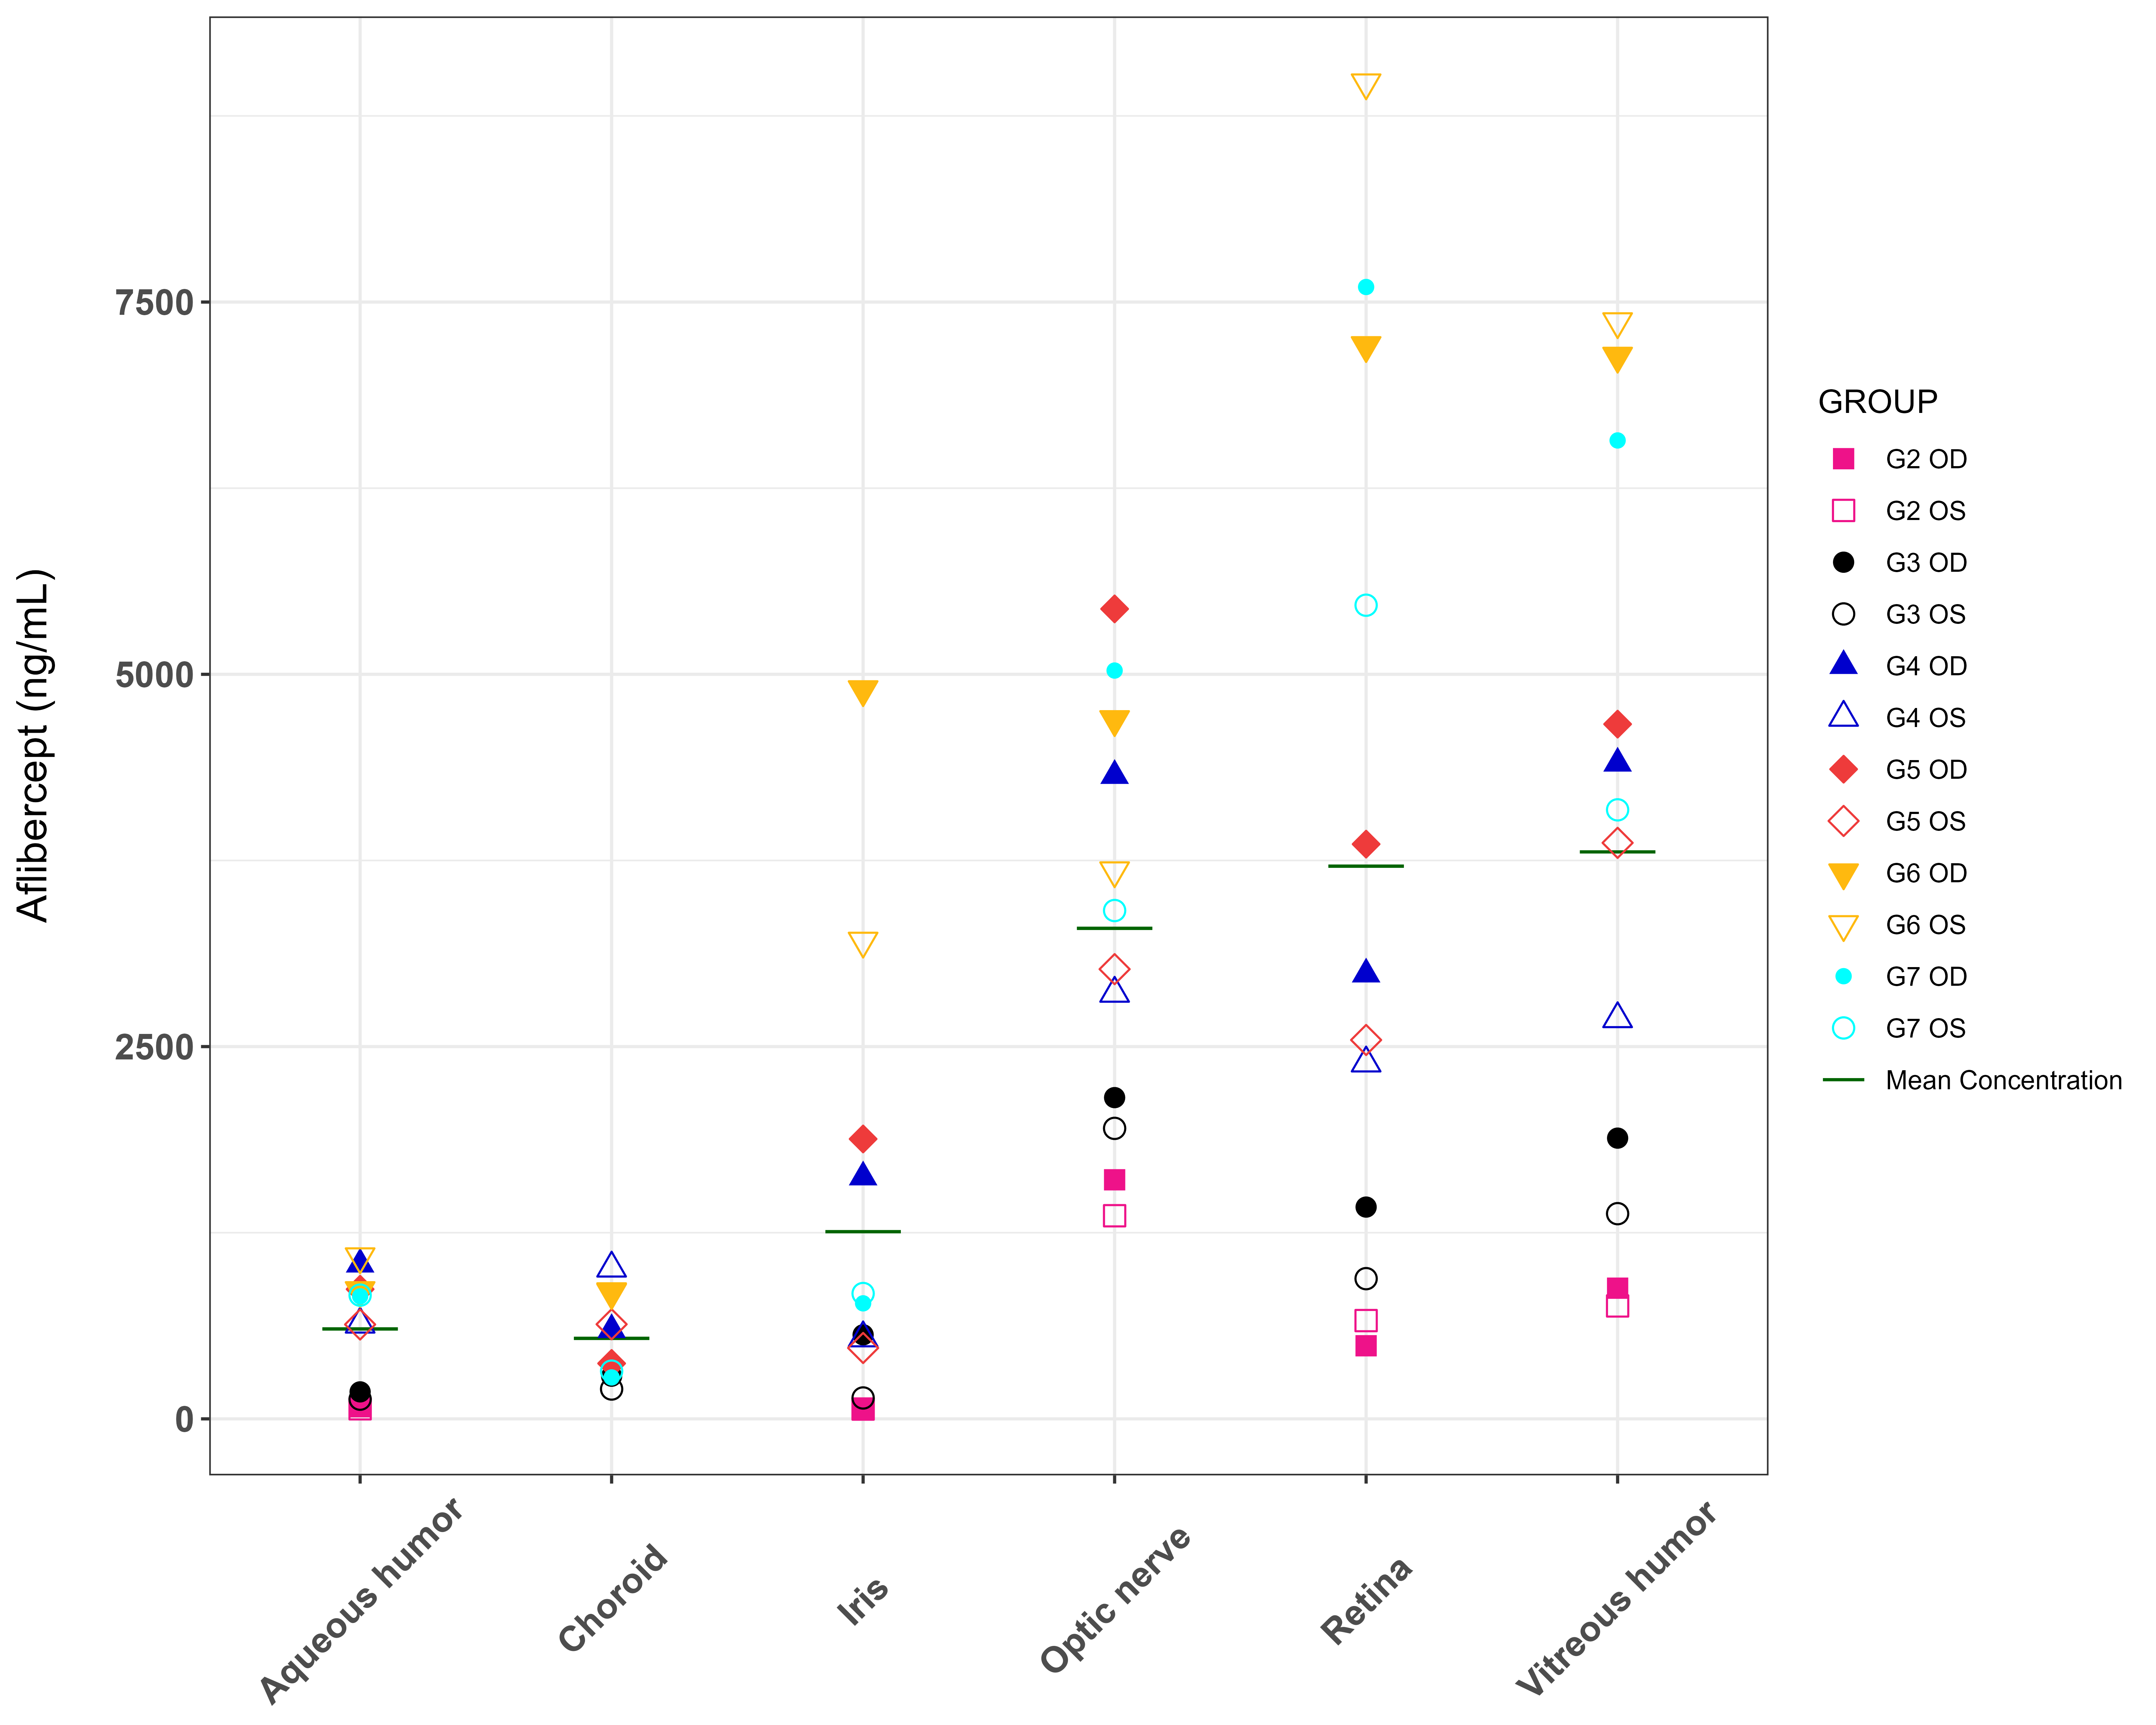 Aflibercept (ng/mL)
7500
5000
2500
0
Aqueous humor
Choroid
Iris
Optic nerve
Retina
Vitreous humor
GROUP
G2 OD
G2 OS
G3 OD
G3 OS
G4 OD
G4 OS
G5 OD
G5 OS
G6 OD
G6 OS
G7 OD
G7 OS
Mean Concentration